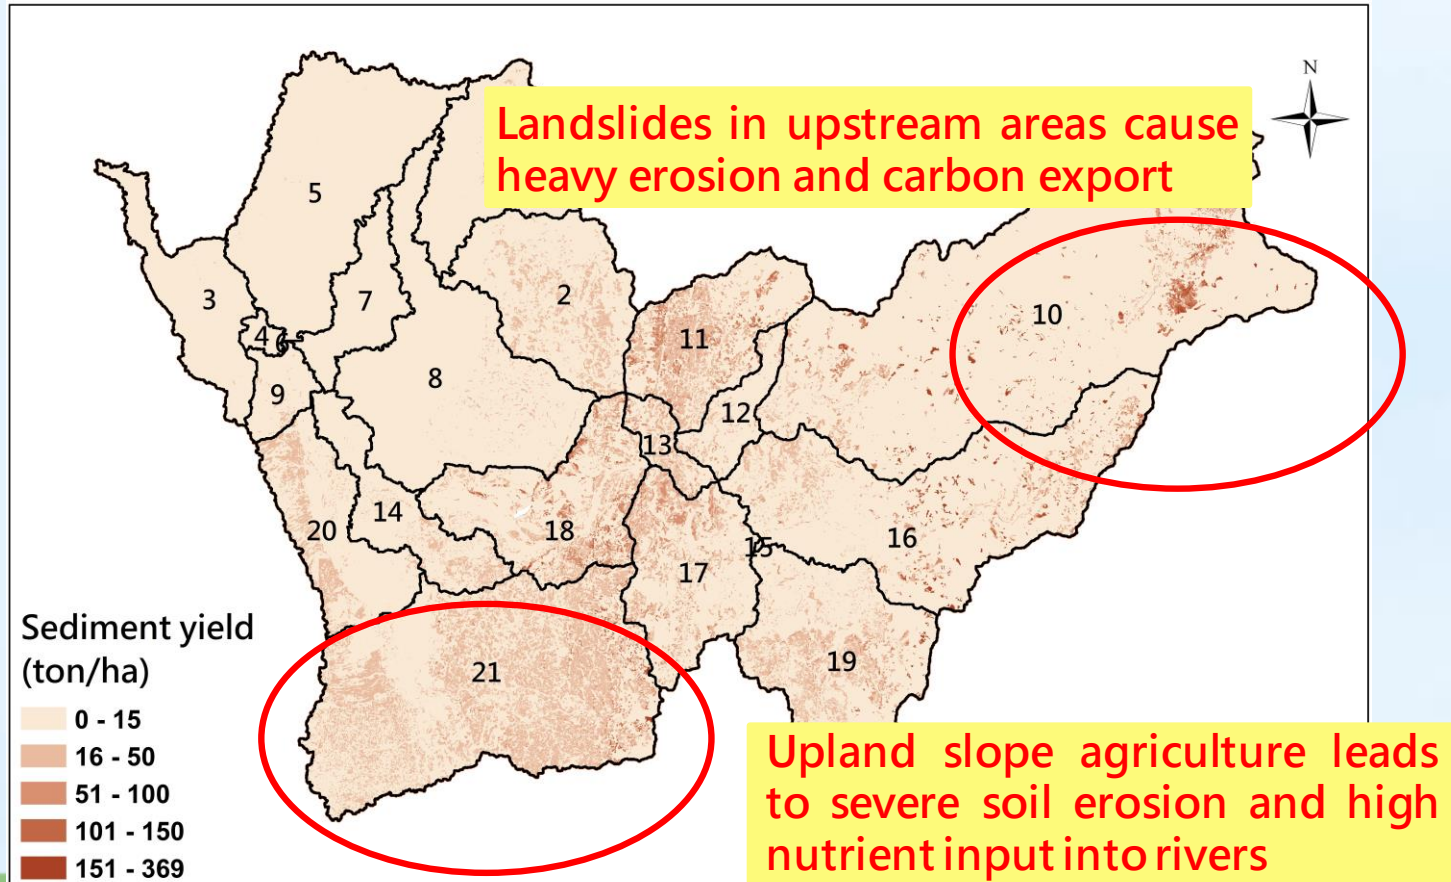 N
Landslides in upstream areas cause
heavy erosion and carbon export
5
3
7
2
4
6
11
10
8
9
12
13
20
14
18
15
16
17
21
19
Sediment yield
(ton/ha)
0 - 15
16 - 50
51 - 100
101 - 150
151 - 369
Upland slope agriculture leads
to severe soil erosion and high
nutrient input into rivers